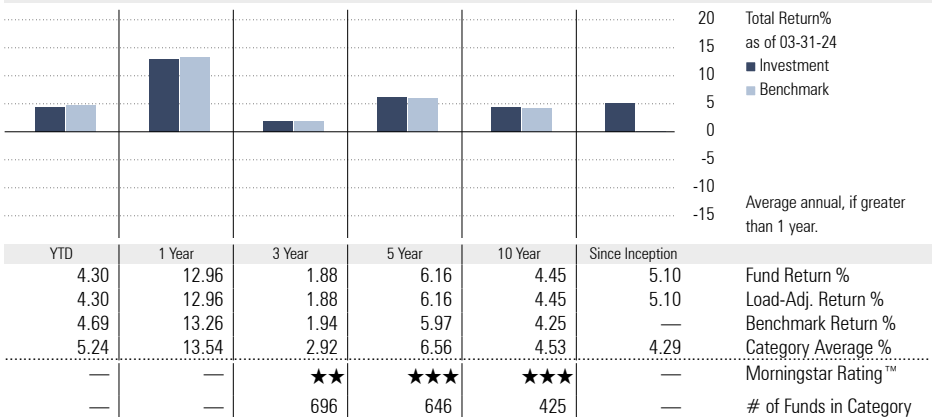 20
15
10
5
0
-5
-10
-15
Total Return%
as of 03-31-24
■ Investment
■ Benchmark
Average annual, if greater
than 1 year.
YTD 1 Year 3 Year 5 Year 10 Year Since Inception
4.30 12.96 1.88 6.16 4.45 5.10 Fund Return %
4.30 12.96 1.88 6.16 4.45 5.10 Load-Adj. Return %
4.69 13.26 1.94 5.97 4.25 — Benchmark Return %
5.24 13.54 2.92 6.56 4.53 4.29 Category Average %
— — ★★ ★★★ ★★★ — Morningstar Rating™
— — 696 646 425 — # of Funds in Category